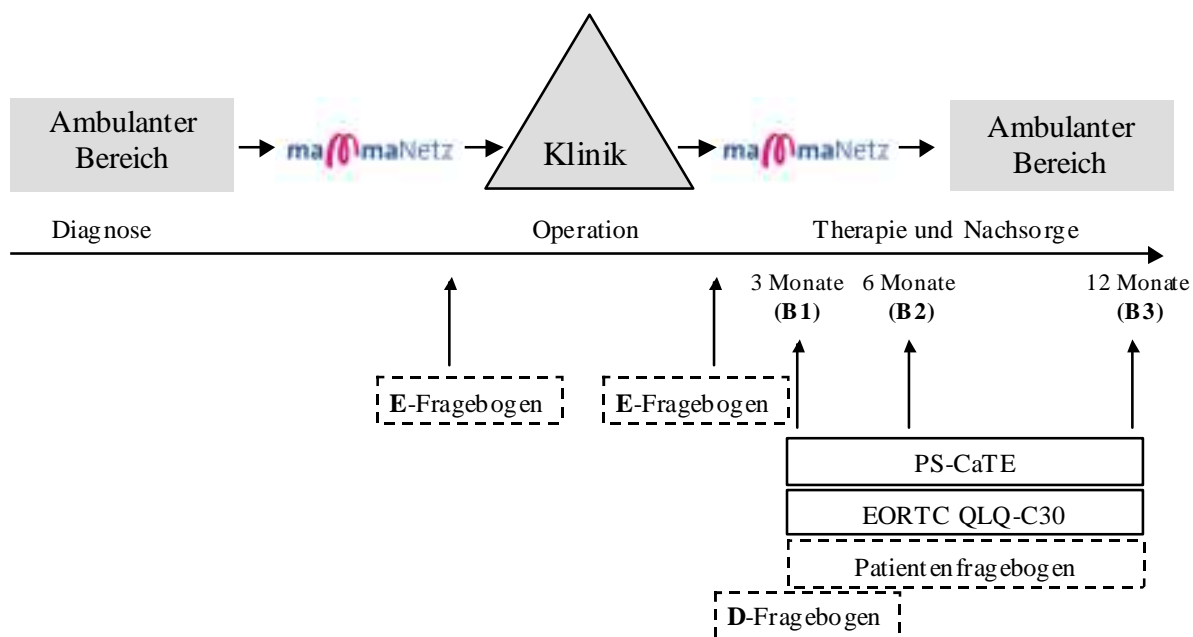 Ambulanter
Bereich
mammaNetz
Klinik
mammaNetz
Ambulanter
Bereich
Diagnose
Operation
Therapie und Nachsorge
3 Monate
(B1)
6 Monate
(B2)
12 Monate
(B3)
E-Fragebogen
E-Fragebogen
PS-CaTE
EORTC QLQ-C30
Patientenfragebogen
D-Fragebogen